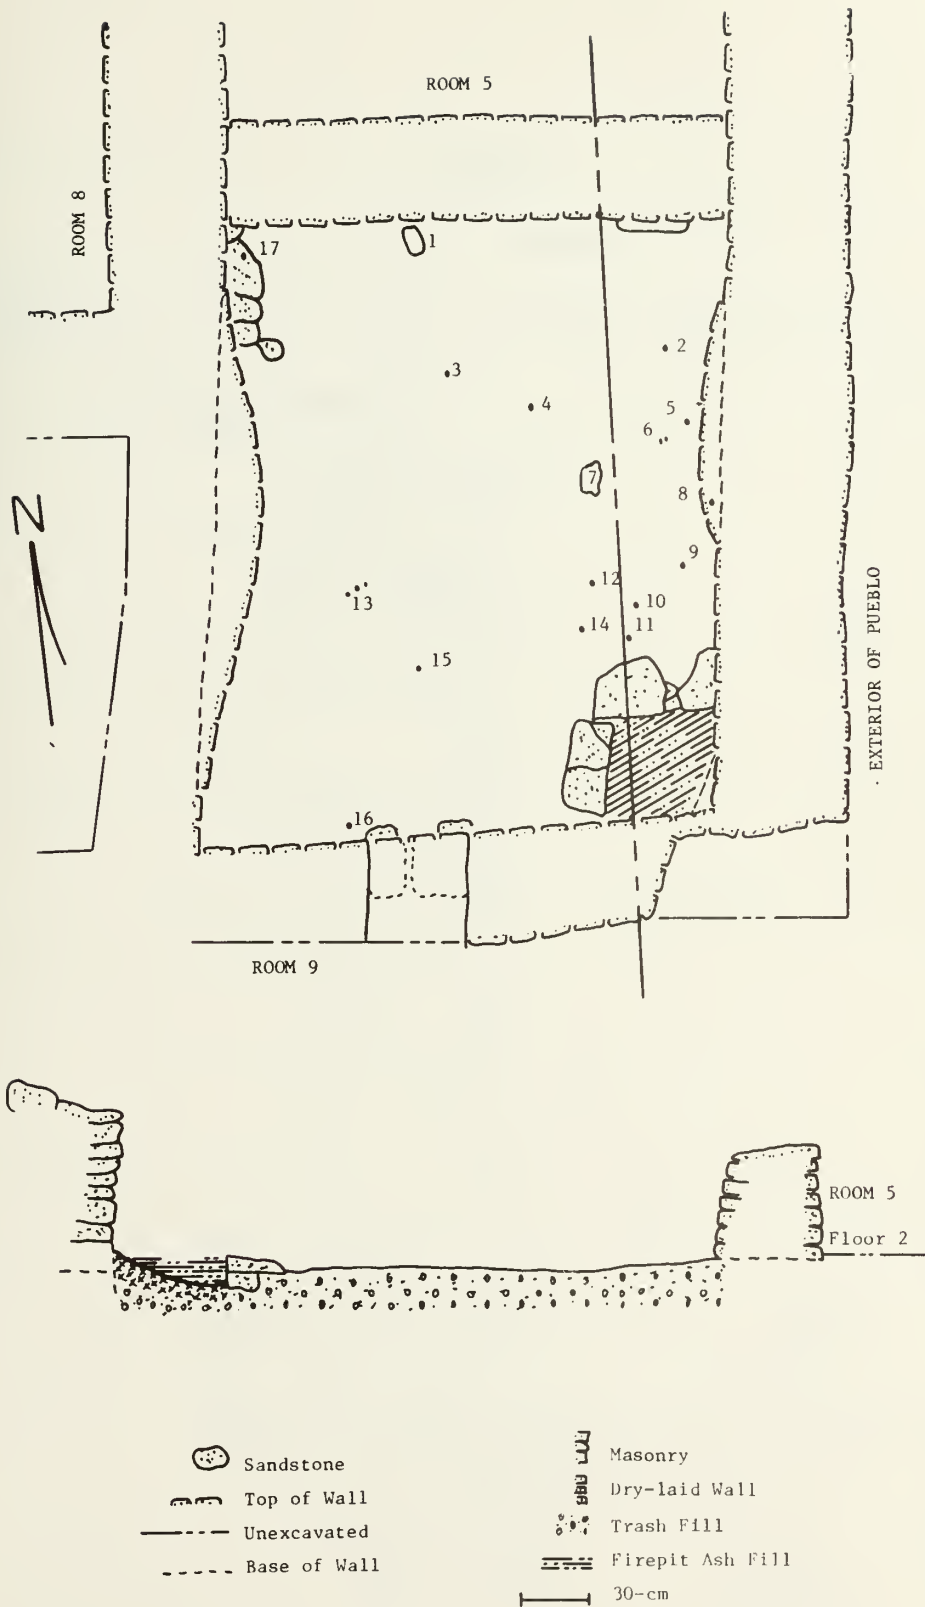 ROOM 5
ROOM 8
17
1
2
3
4
5
6
7
8
9
N
12
13
10
14
11
15
EXTERIOR OF PUEBLO
16
ROOM 9
ROOM 5
Floor 2
Sandstone
Top of Wall
Unexcavated
Base of Wall
Masonry
Dry-laid Wall
Trash Fill
Firepit Ash Fill
30-cm